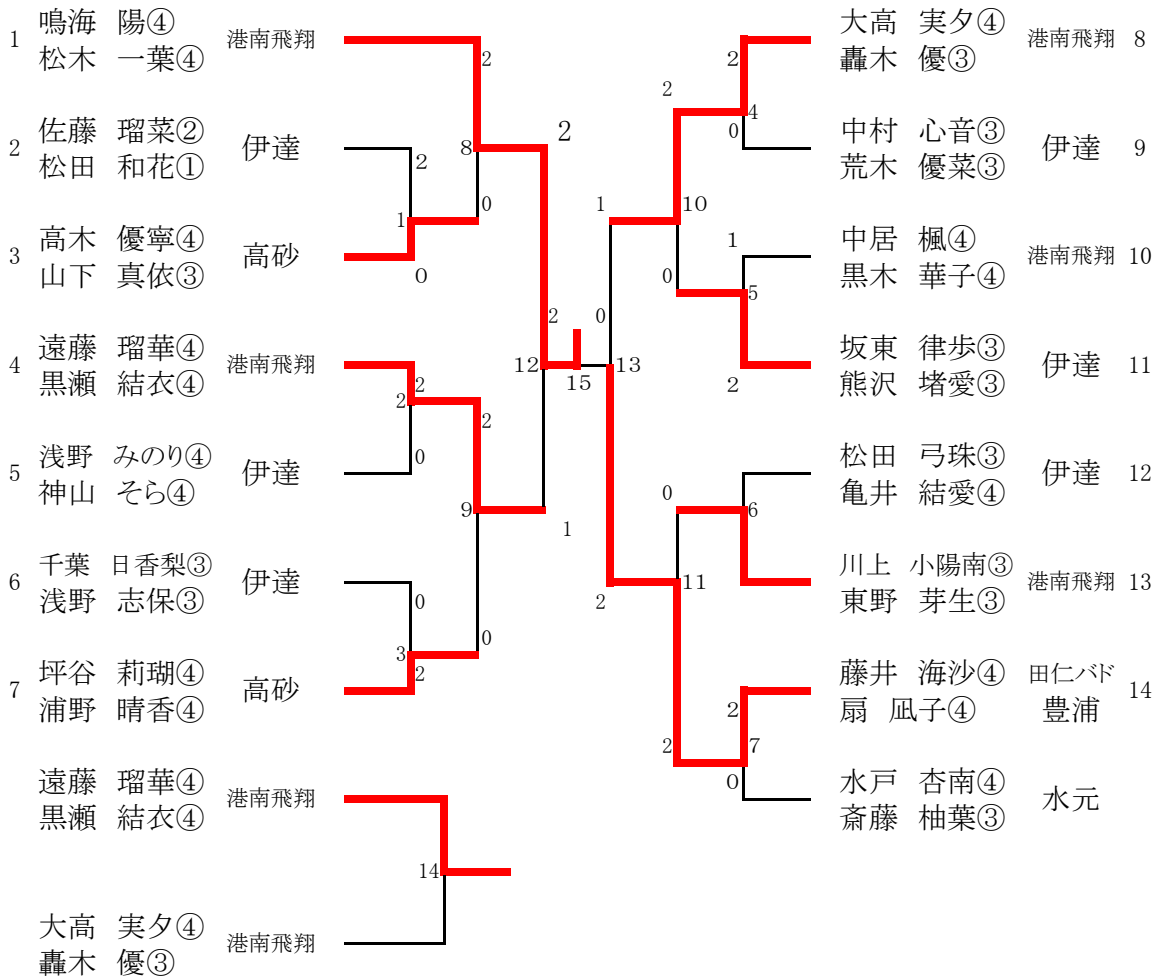 1 鳴海 陽④ 港南飛翔
松木 一葉④
2 佐藤 瑠菜② 伊達
松田 和花①
3 高木 優寧④ 高砂
山下 真依③
4 遠藤 瑠華④ 港南飛翔
黒瀬 結衣④
5 浅野 みのり④ 伊達
神山 そら④
6 千葉 日香梨③ 伊達
浅野 志保③
7 坪谷 莉瑚④ 高砂
浦野 晴香④
遠藤 瑠華④ 港南飛翔
黒瀬 結衣④
大高 実夕④ 港南飛翔
轟木 優③
2
8
2
2
0
1
0
2
12
2
2
2
0
9
1
0
0
3
2
14
15
大高 実夕④ 港南飛翔 8
轟木 優③
中村 心音③ 伊達 9
荒木 優菜③
中居 楓④ 港南飛翔 10
黒木 華子④
坂東 律歩③ 伊達 11
熊沢 堵愛③
松田 弓珠③ 伊達 12
亀井 結愛④
川上 小陽南③ 港南飛翔 13
東野 芽生③
藤井 海沙④ 田仁バド 14
扇 凪子④ 豊浦
水戸 杏南④ 水元
斎藤 柚葉③
2
2
4
0
1
10
1
0
5
0
13
2
0
6
11
2
2
2
7
0